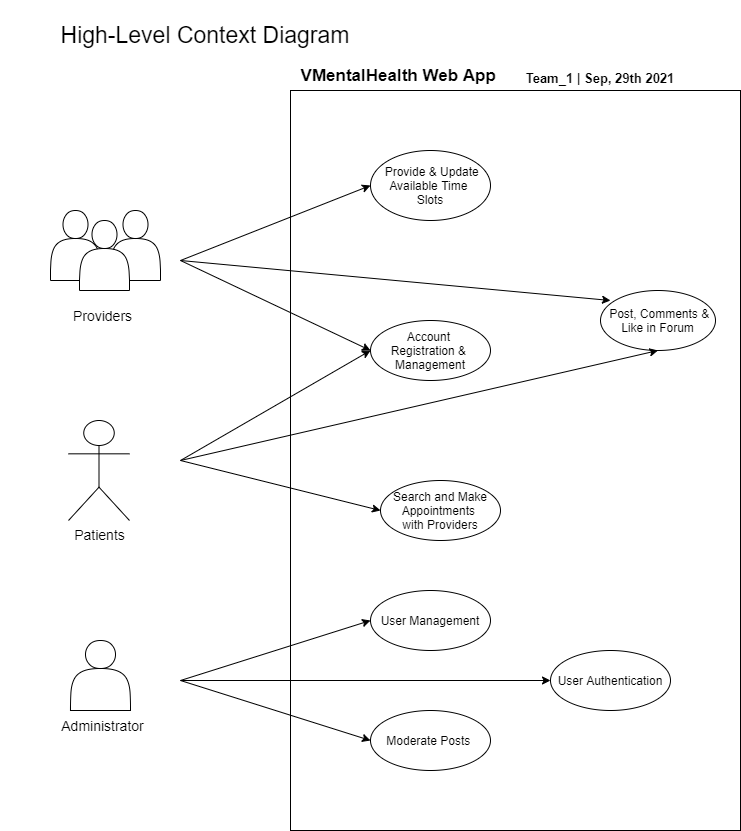 High-Level Context Diagram
VMentalHealth Web App
Team_1 | Sep, 29th 2021
Provide & Update
Available Time
Slots
Providers
Post, Comments &
Like in Forum
Account
Registration &
Management
Patients
Search and Make
Appointments
with Providers
User Management
User Authentication
Administrator
Moderate Posts